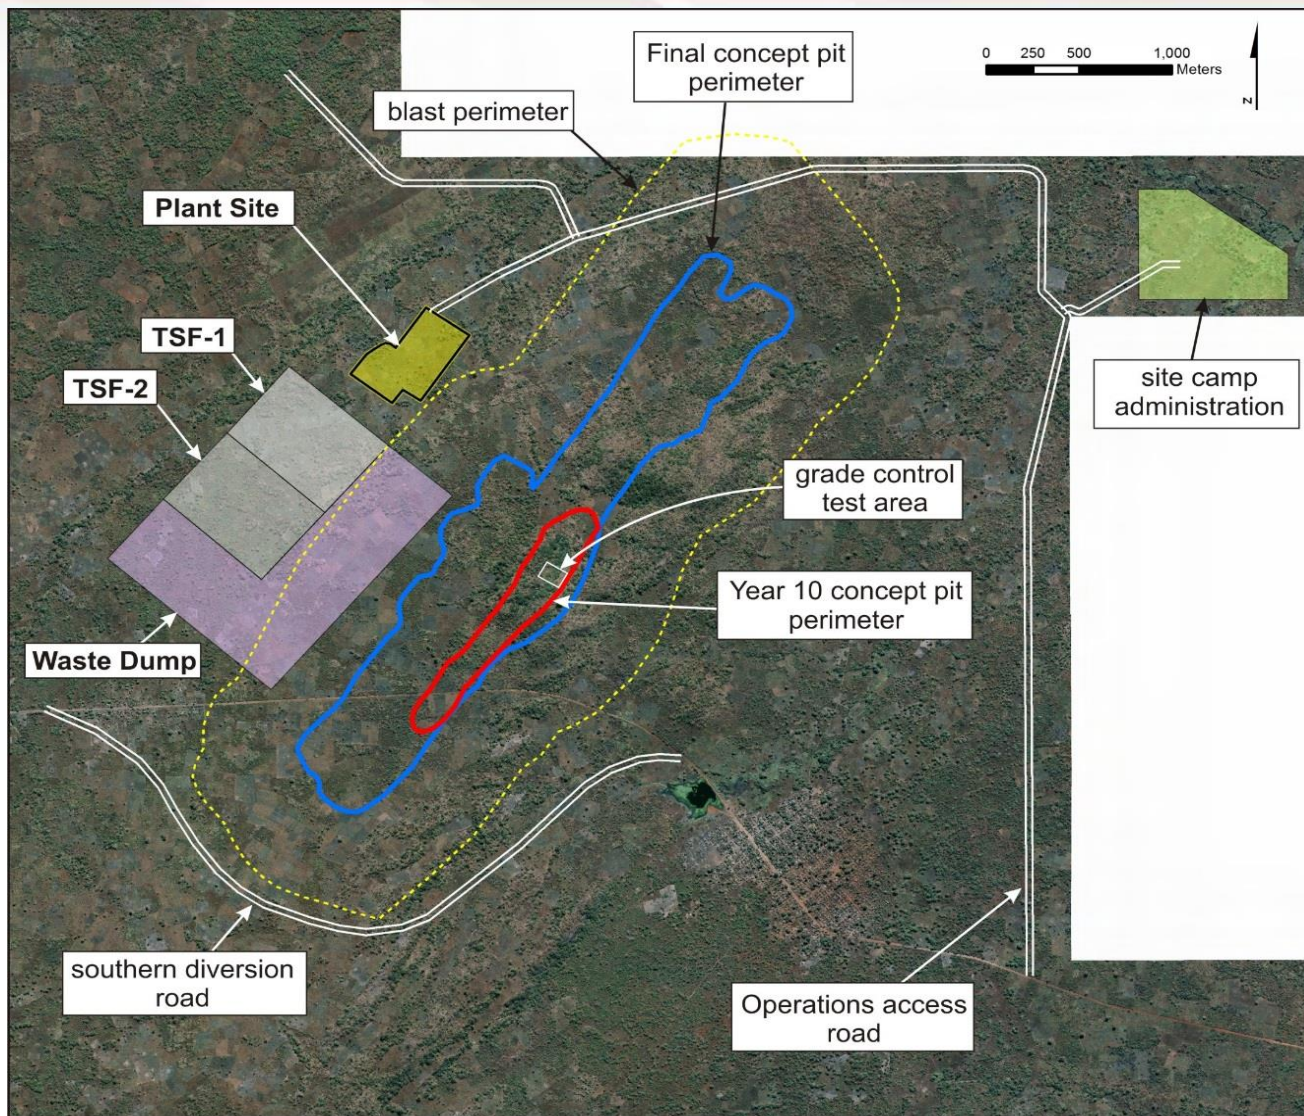 Final concept pit
perimeter
0 250 500 1,000
Meters
N
blast perimeter
Plant Site
TSF-1
TSF-2
site camp
administration
grade control
test area
Year 10 concept pit
perimeter
Waste Dump
southern diversion
road
Operations access
road